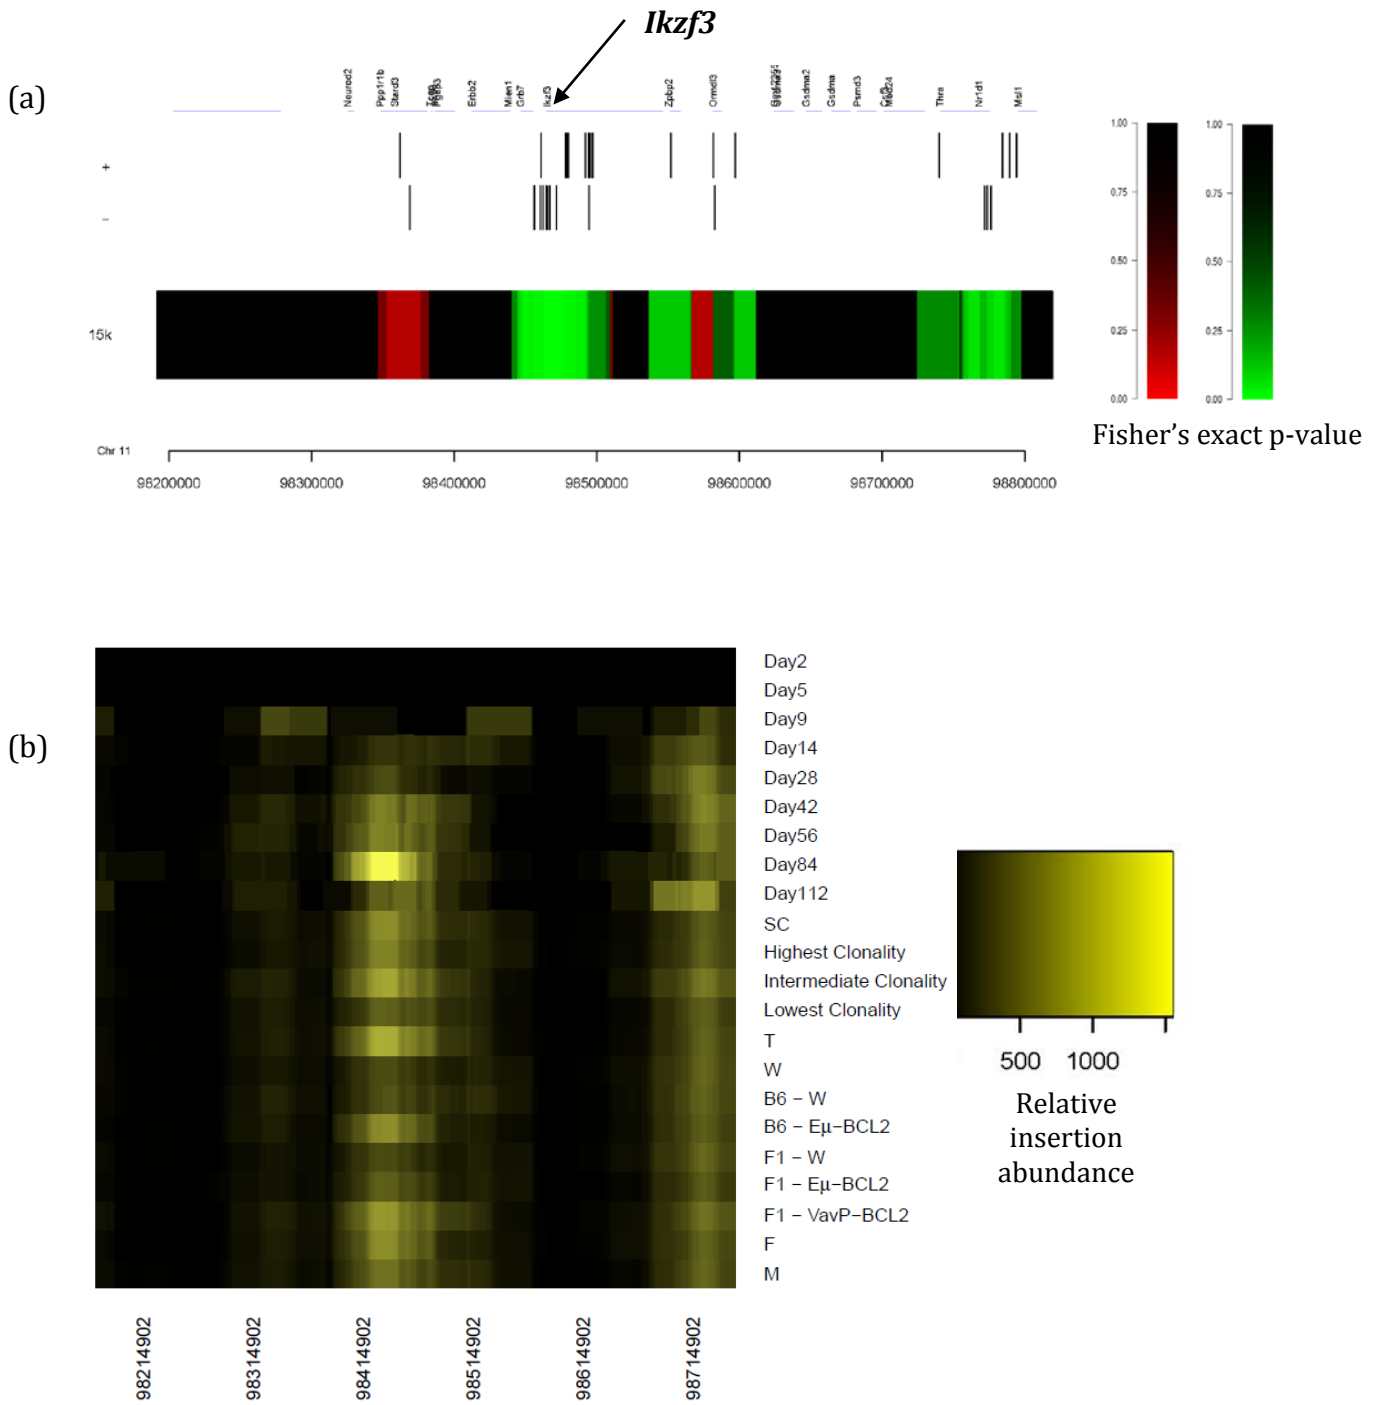 Ikzf3
(a)
Neurod2 Ppp1r1b Stard3 Erbb2 Mien1 Grb7 Ikzf3 Zpbp2 Ormdl3 Gsdma2 Gsdma Psmd3 Med24 Thra Nr1d1 Msl1
+
−
15k
1.00 0.75 0.50 0.25 0.00
1.00 0.75 0.50 0.25 0.00
Fisher's exact p-value
Chr 11
98200000 98300000 98400000 98500000 98600000 98700000 98800000
(b)
Day2
Day5
Day9
Day14
Day28
Day42
Day56
Day84
Day112
SC
Highest Clonality
Intermediate Clonality
Lowest Clonality
T
W
B6 − W
B6 − Eμ−BCL2
F1 − W
F1 − Eμ−BCL2
F1 − VavP−BCL2
F
M
500 1000
Relative
insertion
abundance
98214902 98314902 98414902 98514902 98614902 98714902